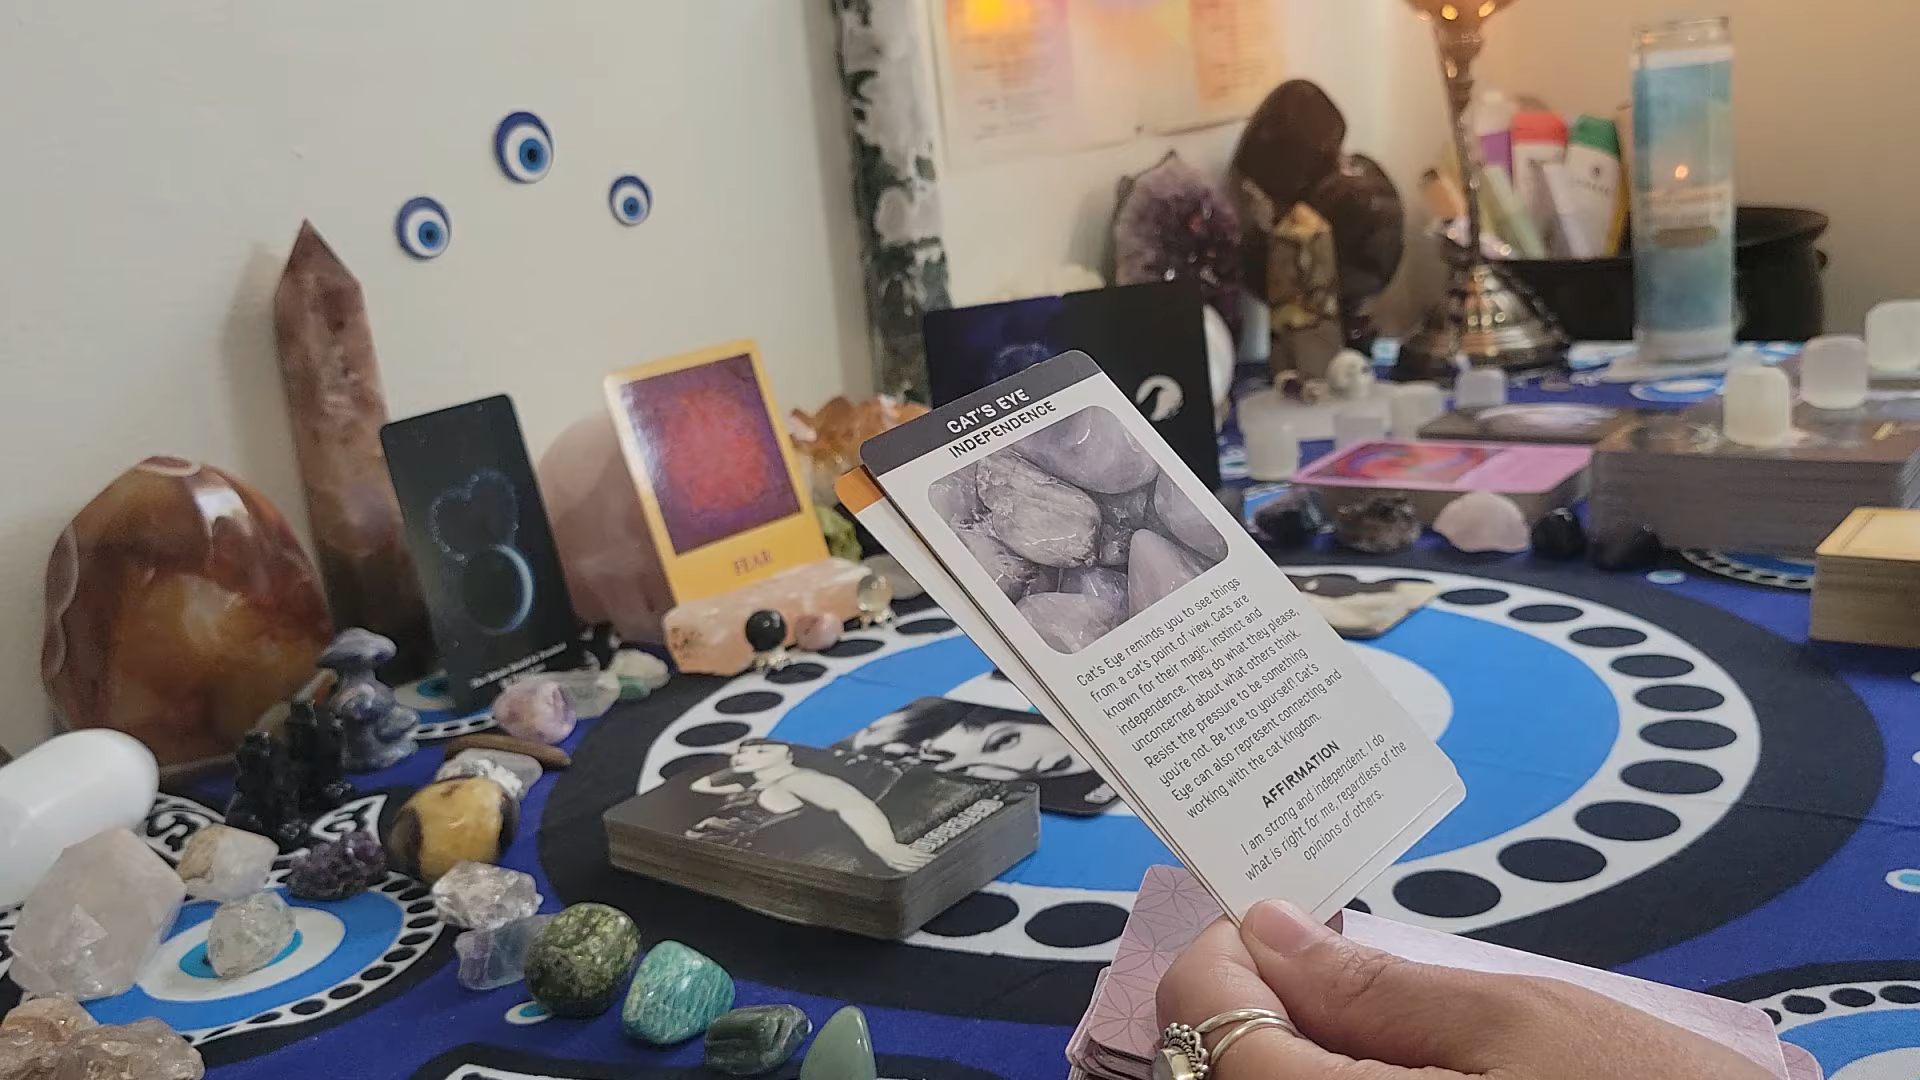 CAT'S EYE
INDEPENDENCE
Cat's Eye reminds you to see things
from a cat's point of view. Cats are
known for their magic, instinct and
independence. They do what they please,
unconcerned about what others think.
Resist the pressure to be something
you're not. Be true to yourself! Cat's
Eye can also represent connecting and
working with the cat kingdom.
AFFIRMATION
I am strong and independent. I do
what is right for me, regardless of the
opinions of others.
FEAR